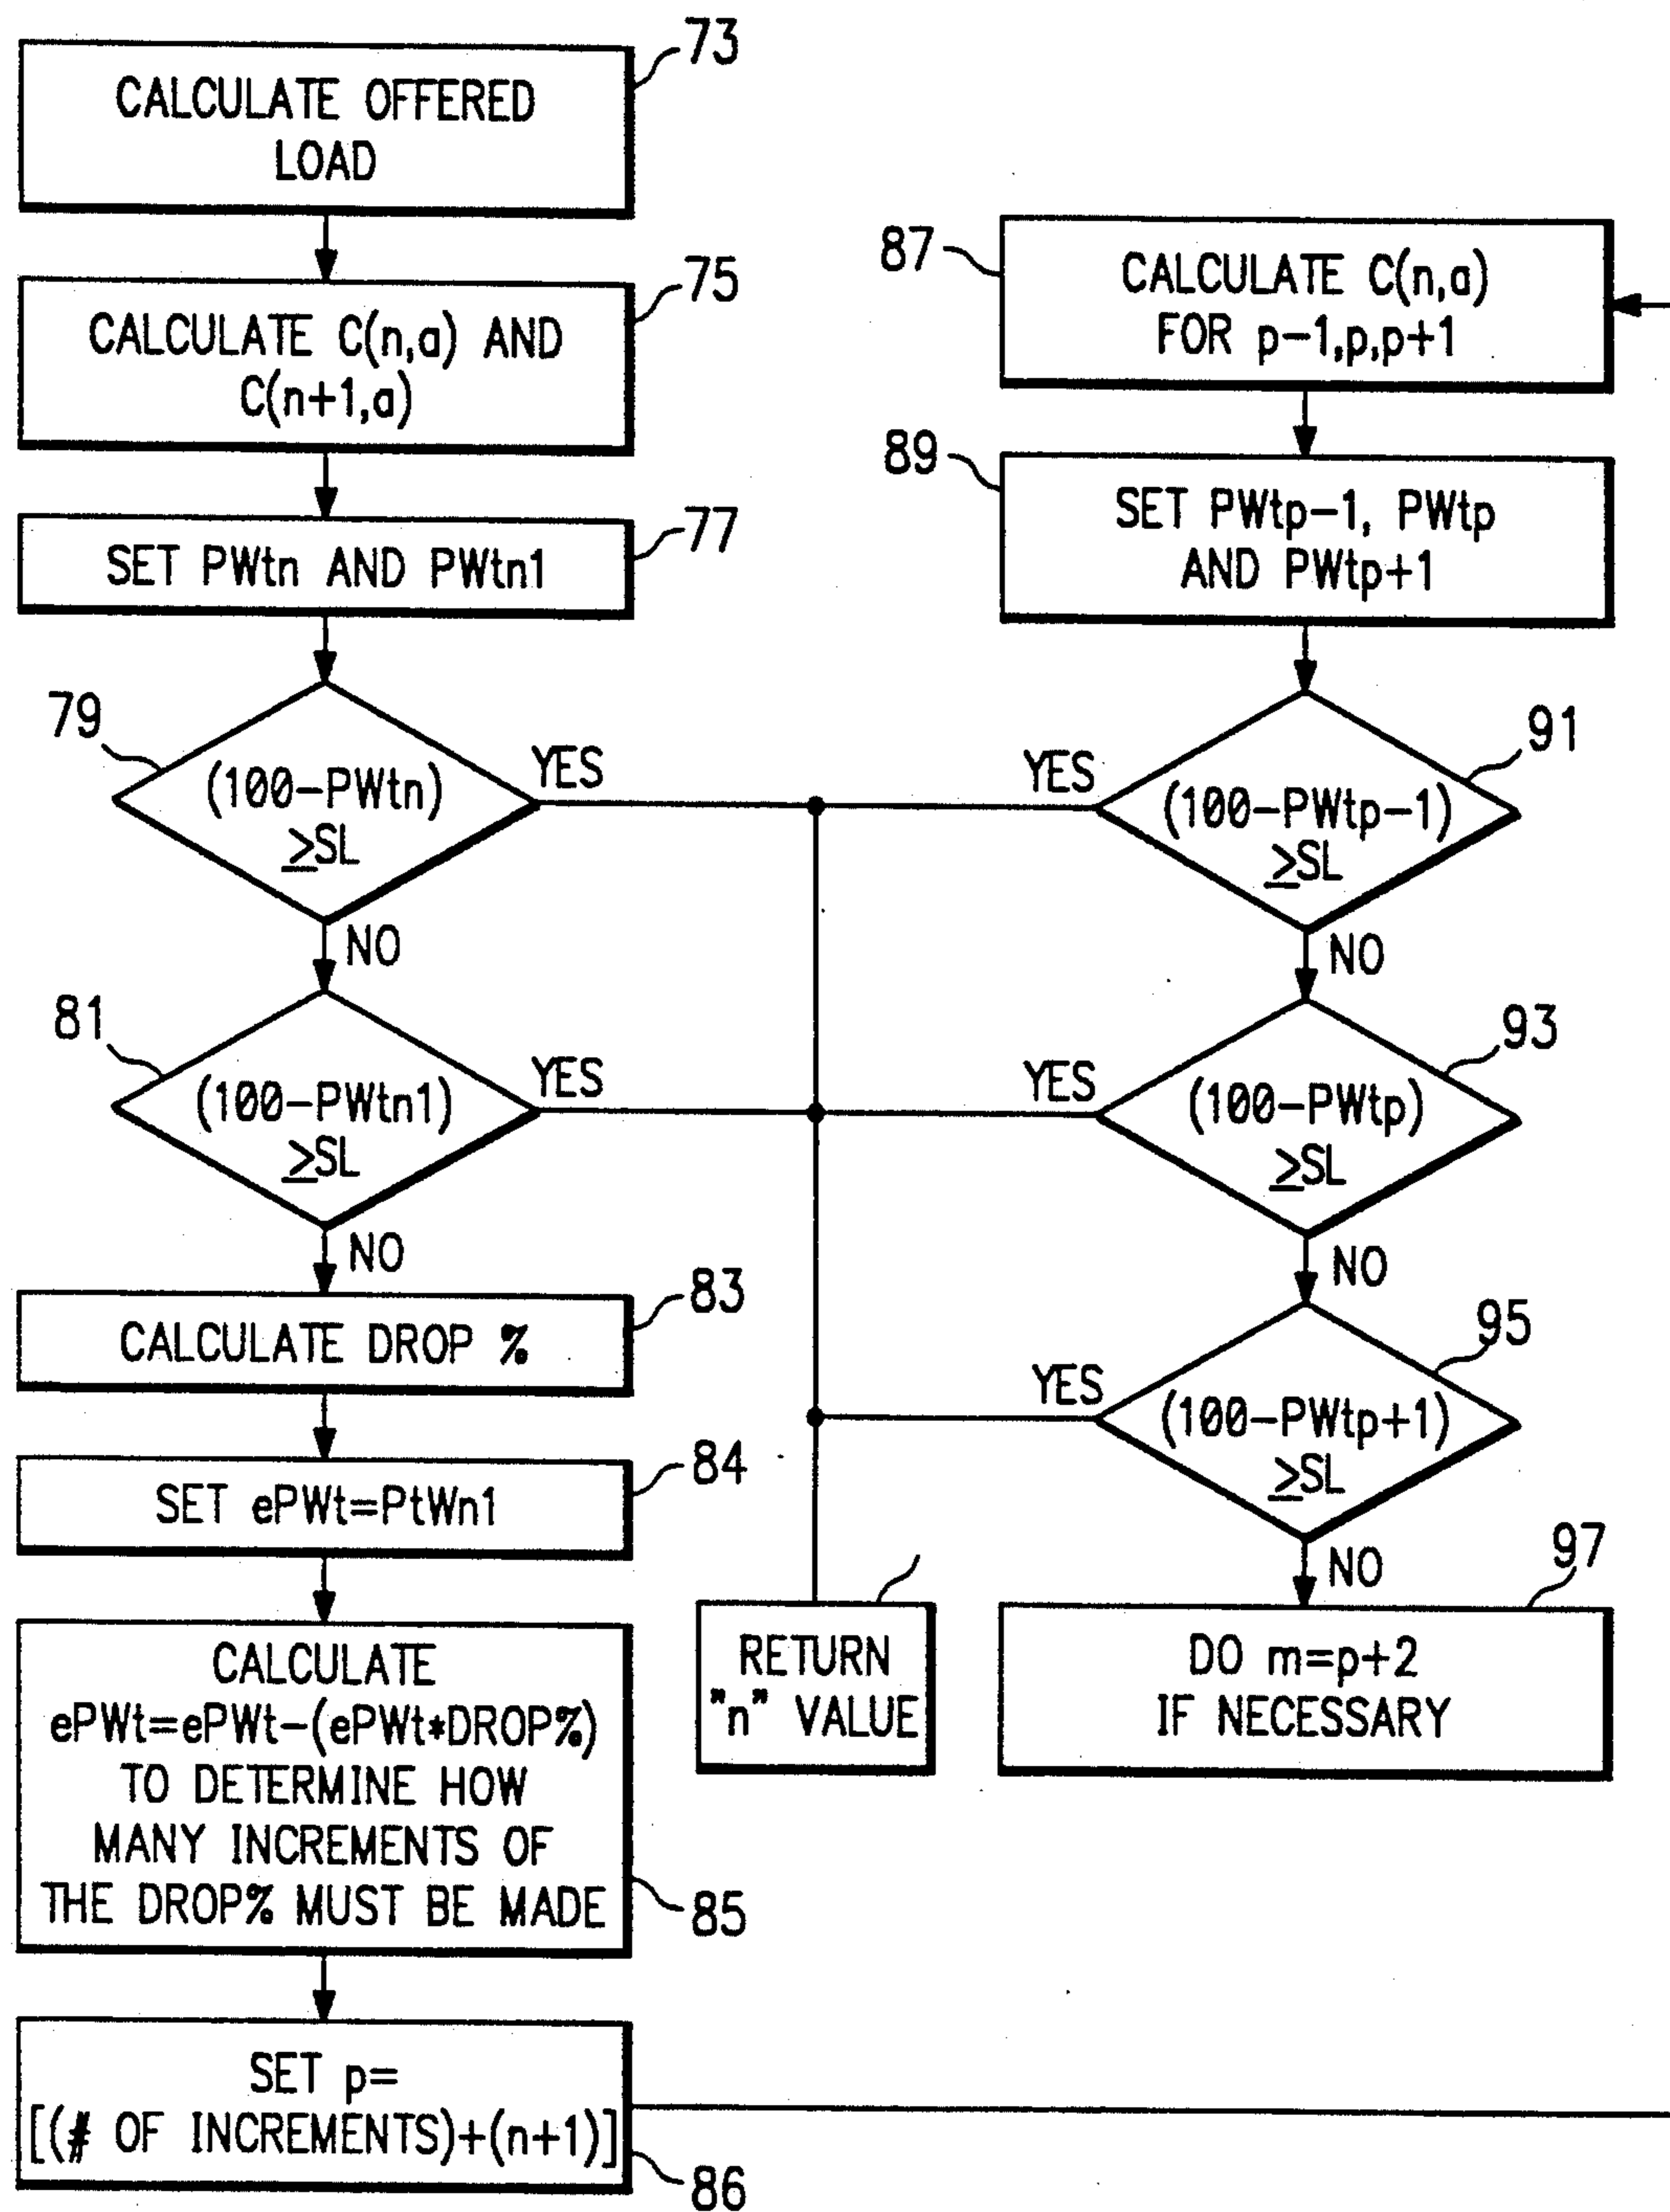 73
CALCULATE OFFERED
LOAD
75
CALCULATE C(n,a) AND
C(n+1,a)
77
SET PWtn AND PWtn1
79
(100-PWtn)
≥SL
YES
NO
81
(100-PWtn1)
≥SL
YES
NO
83
CALCULATE DROP %
84
SET ePWt=PtWn1
CALCULATE
ePWt=ePWt-(ePWt*DROP%)
TO DETERMINE HOW
MANY INCREMENTS OF
THE DROP% MUST BE MADE
85
SET p=
[(# OF INCREMENTS)+(n+1)]
86
87
CALCULATE C(n,a)
FOR p-1,p,p+1
89
SET PWtp-1, PWtp
AND PWtp+1
91
YES
(100-PWtp-1)
≥SL
NO
93
YES
(100-PWtp)
≥SL
NO
95
YES
(100-PWtp+1)
≥SL
NO
97
RETURN
"n" VALUE
DO m=p+2
IF NECESSARY